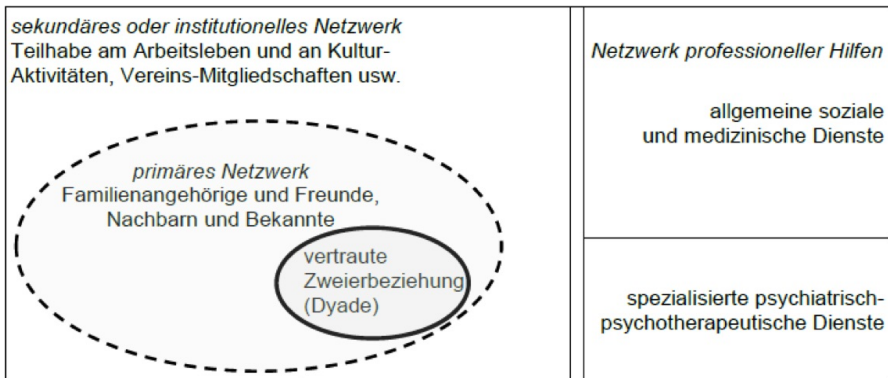 sekundäres oder institutionelles Netzwerk
Teilhabe am Arbeitsleben und an Kultur-
Aktivitäten, Vereins-Mitgliedschaften usw.
primäres Netzwerk
Familienangehörige und Freunde,
Nachbarn und Bekannte
vertraute
Zweierbeziehung
(Dyade)
Netzwerk professioneller Hilfen
allgemeine soziale
und medizinische Dienste
spezialisierte psychiatrisch-
psychotherapeutische Dienste